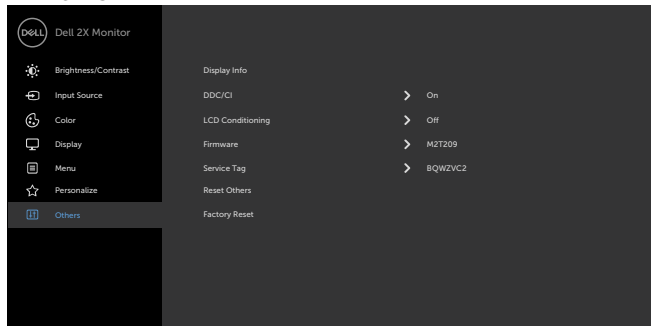 DELL Dell 2X Monitor
Brightness/Contrast Display Info
Input Source DDC/CI On
Color LCD Conditioning Off
Display Firmware M2T209
Menu Service Tag BQWZVC2
Personalize Reset Others
Others Factory Reset